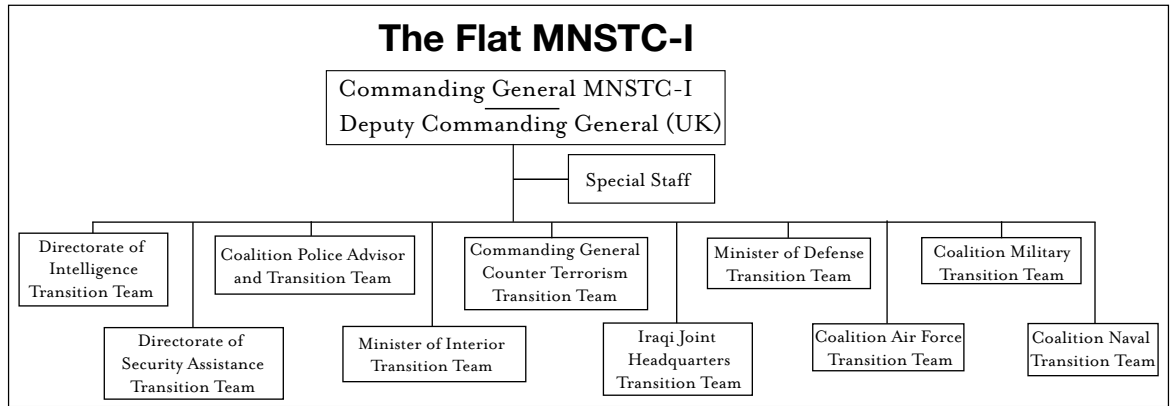 The Flat MNSTC-I
Commanding General MNSTC-I
Deputy Commanding General (UK)
Special Staff
Directorate of
Intelligence
Transition Team
Coalition Police Advisor
and Transition Team
Commanding General
Counter Terrorism
Transition Team
Minister of Defense
Transition Team
Coalition Military
Transition Team
Directorate of
Security Assistance
Transition Team
Minister of Interior
Transition Team
Iraqi Joint
Headquarters
Transition Team
Coalition Air Force
Transition Team
Coalition Naval
Transition Team